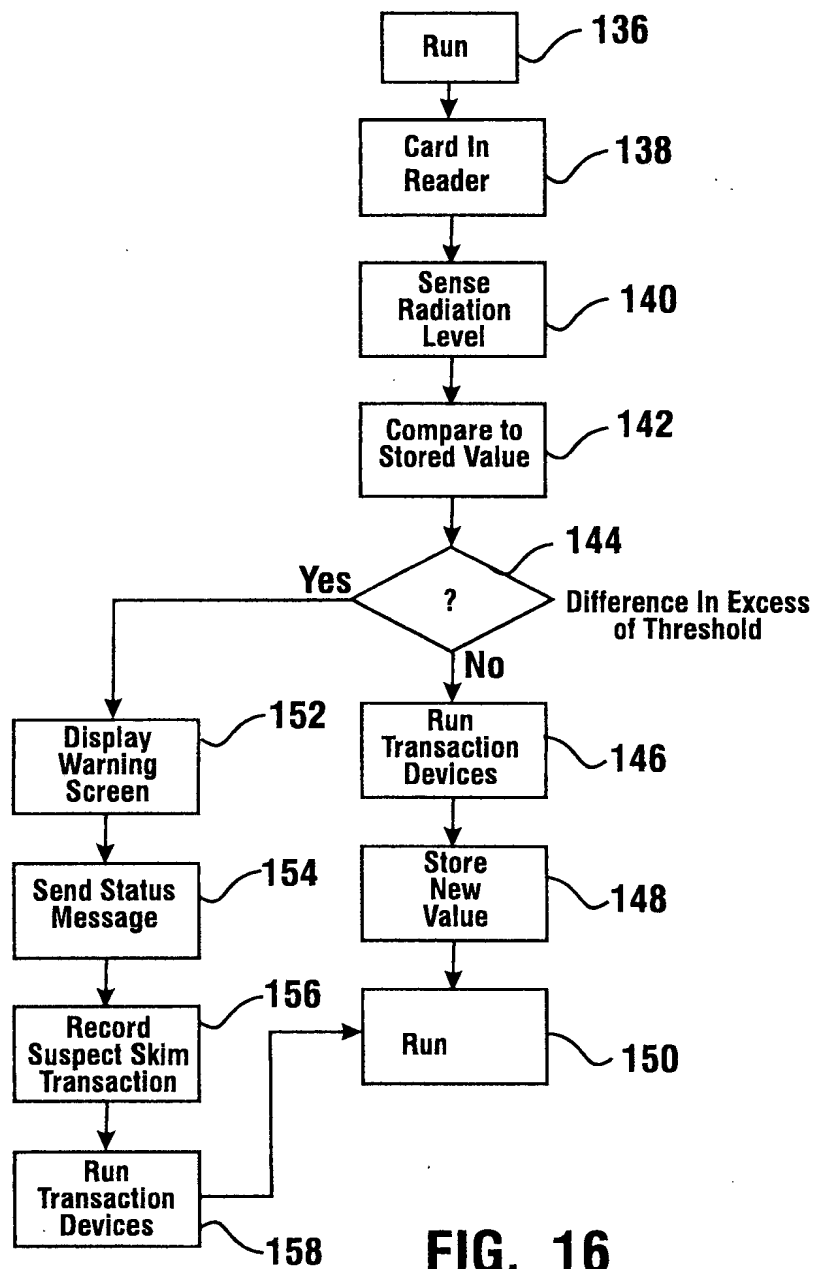 Run
136
Card In
Reader
138
Sense
Radiation
Level
140
Compare to
Stored Value
142
144
Yes
?
Difference In Excess
of Threshold
No
Display
Warning
Screen
152
Run
Transaction
Devices
146
Send Status
Message
154
Store
New
Value
148
Record
Suspect Skim
Transaction
156
Run
150
Run
Transaction
Devices
158
FIG. 16